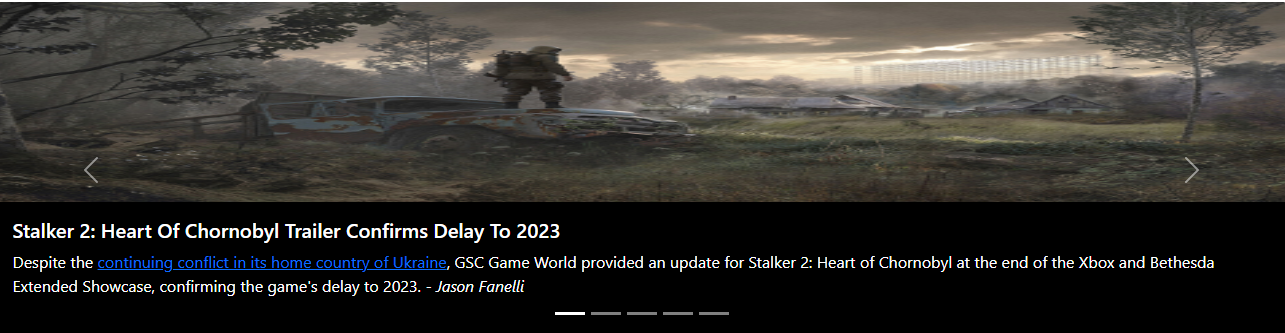 Stalker 2: Heart Of Chornobyl Trailer Confirms Delay To 2023
Despite the continuing conflict in its home country of Ukraine, GSC Game World provided an update for Stalker 2: Heart of Chornobyl at the end of the Xbox and Bethesda
Extended Showcase, confirming the game's delay to 2023. - Jason Fanelli